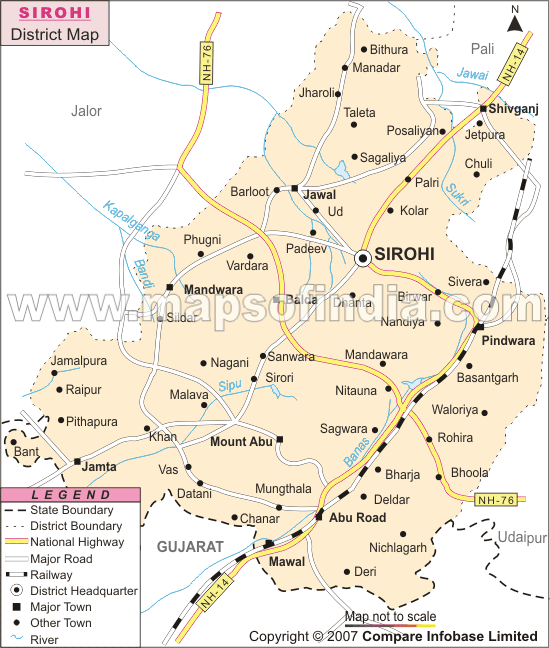 SIROHI
District Map
N
NH-76
NH-14
Pali
Bithura
Manadar
Jawai
Jharoli
Shivganj
Jalor
Taleta
Posaliyan
Jetpura
Sagaliya
Chuli
Palri
Barloot
Jawal
Sukri
Kapalganga
Ud
Kolar
Phugni
Padeev
SIROHI
Bandi
Vardara
Sivera
Mandwara
Balda
Dhanta
Birwar
www.mapsofindia.com
Sildar
Nanuiya
Pindwara
Sanwara
Mandawara
Jamalpura
Nagani
Basantgarh
Raipur
Sipu
Sirori
Malava
Nitauna
Waloriya
Pithapura
Sagwara
Khan
Mount Abu
Banas
Rohira
Bant
Jamta
Vas
Bharja
Bhoola
Datani
Mungthala
Deldar
NH-76
Chanar
Abu Road
Udaipur
GUJARAT
Nichlagarh
Mawal
Deri
NH-14
LEGEND
State Boundary
District Boundary
National Highway
Major Road
Railway
District Headquarter
Major Town
Other Town
River
Map not to scale
Copyright © 2007 Compare Infobase Limited